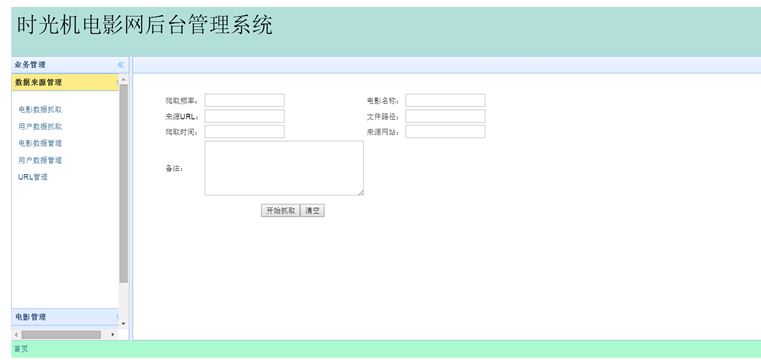 时光机电影网后台管理系统
业务管理
数据来源管理
电影数据抓取
用户数据抓取
电影数据管理
用户数据管理
URL管理
电影管理
爬取频率： 电影名称：
来源URL： 文件路径：
爬取时间： 来源网站：
备注：
开始抓取 清空
首页